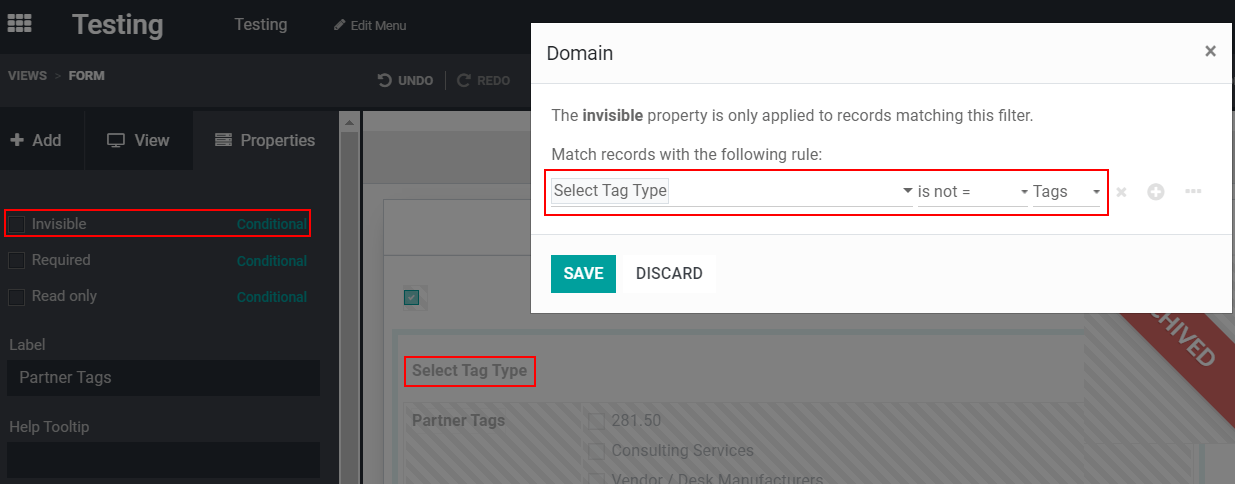 Testing
Testing
Edit Menu
VIEWS > FORM
UNDO
REDO
Add
View
Properties
Invisible Conditional
Required Conditional
Read only Conditional
Label
Partner Tags
Help Tooltip
Domain
×
The invisible property is only applied to records matching this filter.
Match records with the following rule:
Select Tag Type is not = Tags
SAVE DISCARD
Select Tag Type
Partner Tags 281.50
Consulting Services
Vendor / Desk Manufacturers
CHIVED